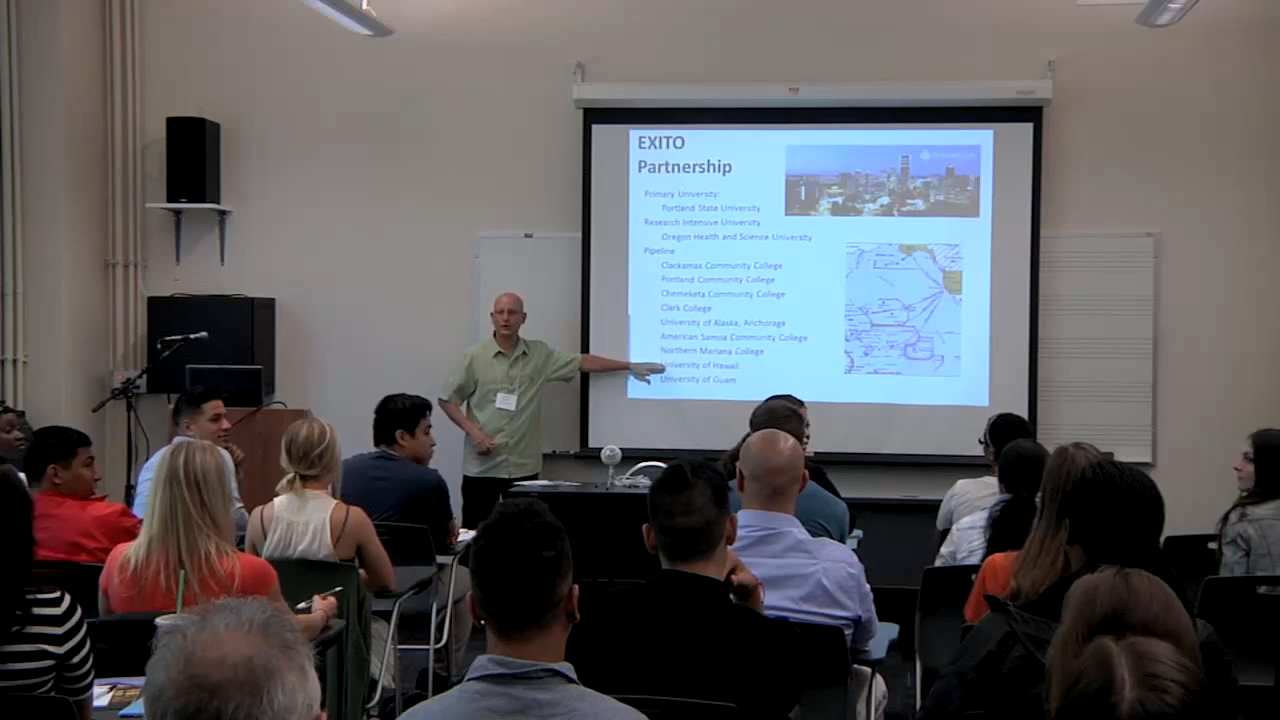 EXITO
Partnership
Primary University:
Portland State University
Research Intensive University
Oregon Health and Science University
Pipeline
Clackamas Community College
Portland Community College
Chemeketa Community College
Clerk College
University of Alaska, Anchorage
American Samoa Community College
Northern Mariana College
University of Hawaii
University of Guam